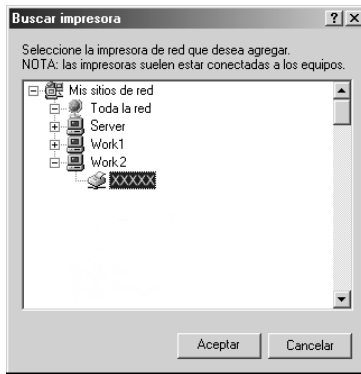 Buscar impresora
Seleccione la impresora de red que desea agregar.
NOTA: las impresoras suelen estar conectadas a los equipos.
Mis sitios de red
Toda la red
Server
Work1
Work2
XXXXX
Aceptar
Cancelar